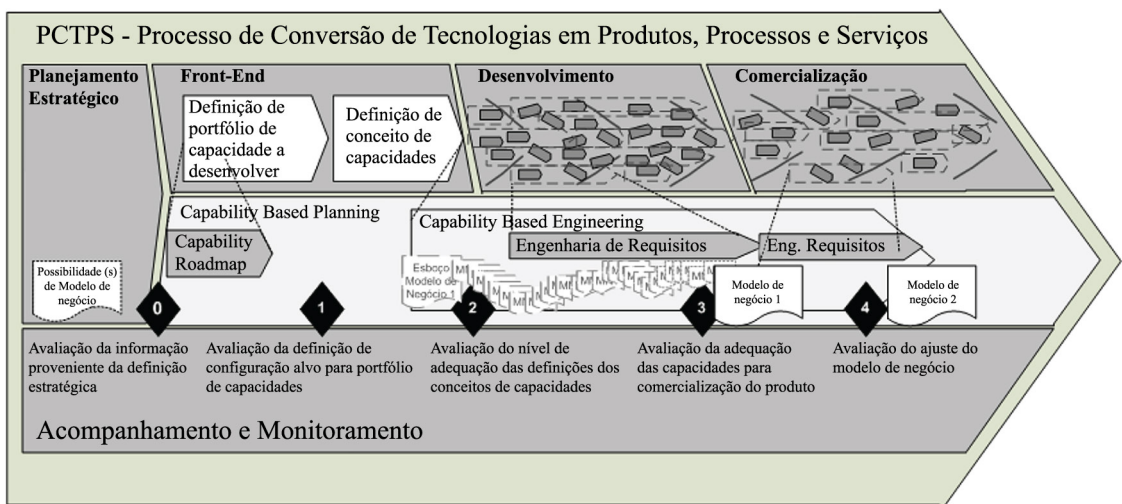 PCTPS - Processo de Conversão de Tecnologias em Produtos, Processos e Serviços
Planejamento
Estratégico
Front-End
Definição de
portfólio de
capacidade a
desenvolver
Definição de
conceito de
capacidades
Desenvolvimento
Comercialização
Capability Based Planning
Capability
Roadmap
Capability Based Engineering
Engenharia de Requisitos
Eng. Requisitos
Possibilidade (s)
de Modelo de
negócio
Esboço
Modelo de
Negócio 1
Modelo de
negócio 1
Modelo de
negócio 2
0
1
2
3
4
Avaliação da informação
proveniente da definição
estratégica
Avaliação da definição de
configuração alvo para portfólio
de capacidades
Avaliação do nível de
adequação das definições dos
conceitos de capacidades
Avaliação da adequação
das capacidades para
comercialização do produto
Avaliação do ajuste do
modelo de negócio
Acompanhamento e Monitoramento